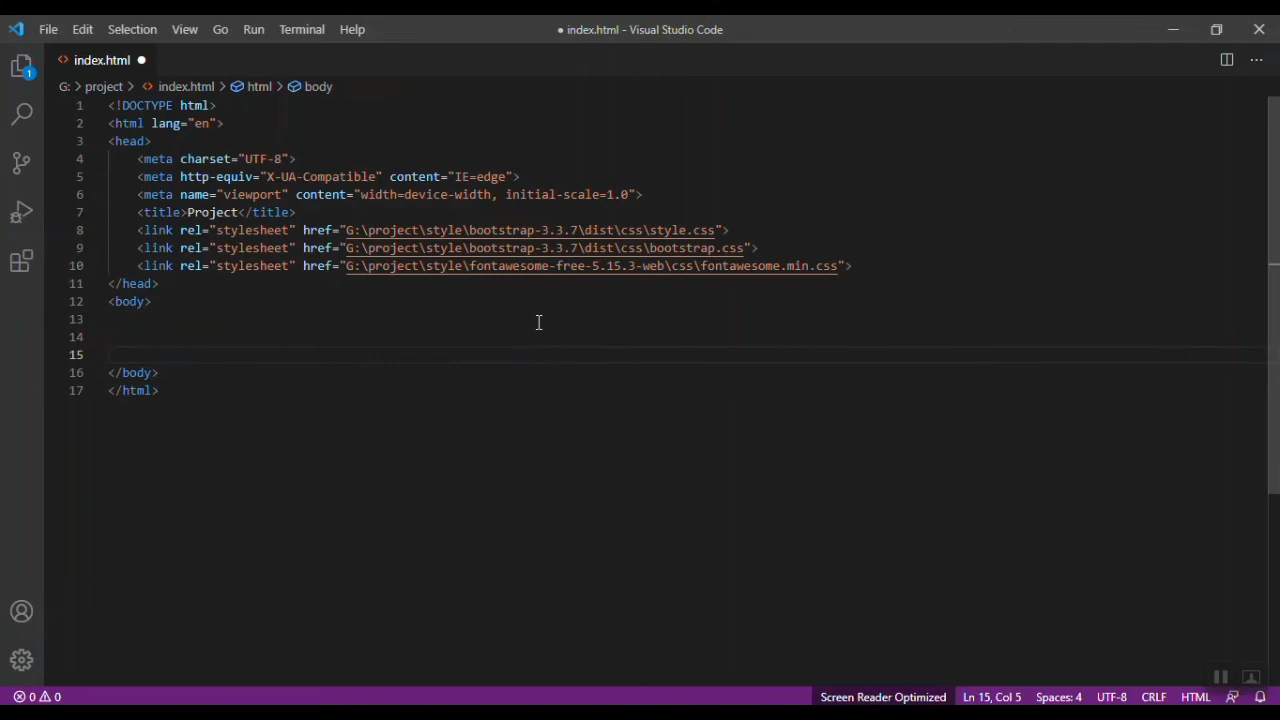 File Edit Selection View Go Run Terminal Help ● index.html - Visual Studio Code
index.html ●
1
G: > project > index.html > html > body
1 <!DOCTYPE html>
2 <html lang="en">
3 <head>
4 <meta charset="UTF-8">
5 <meta http-equiv="X-UA-Compatible" content="IE=edge">
6 <meta name="viewport" content="width=device-width, initial-scale=1.0">
7 <title>Project</title>
8 <link rel="stylesheet" href="G:\project\style\bootstrap-3.3.7\dist\css\style.css">
9 <link rel="stylesheet" href="G:\project\style\bootstrap-3.3.7\dist\css\bootstrap.css">
10 <link rel="stylesheet" href="G:\project\style\fontawesome-free-5.15.3-web\css\fontawesome.min.css">
11 </head>
12 <body>
13
14
15
16 </body>
17 </html>
0 0 Screen Reader Optimized Ln 15, Col 5 Spaces: 4 UTF-8 CRLF HTML